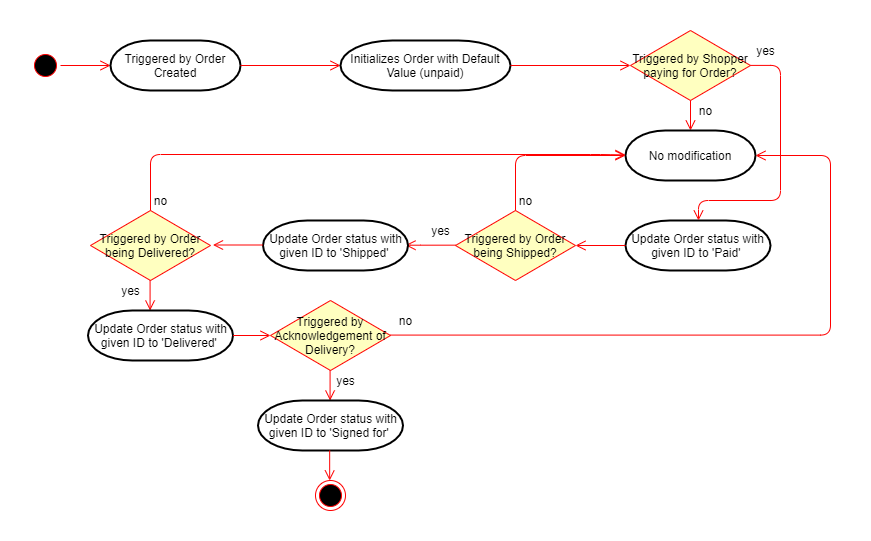 Triggered by Order
Created
Initializes Order with Default
Value (unpaid)
Triggered by Shopper
paying for Order?
yes
no
No modification
no
Triggered by Order
being Delivered?
Update Order status with
given ID to 'Shipped'
yes
no
Triggered by Order
being Shipped?
Update Order status with
given ID to 'Paid'
yes
Update Order status with
given ID to 'Delivered'
Triggered by
Acknowledgement of
Delivery?
no
yes
Update Order status with
given ID to 'Signed for'